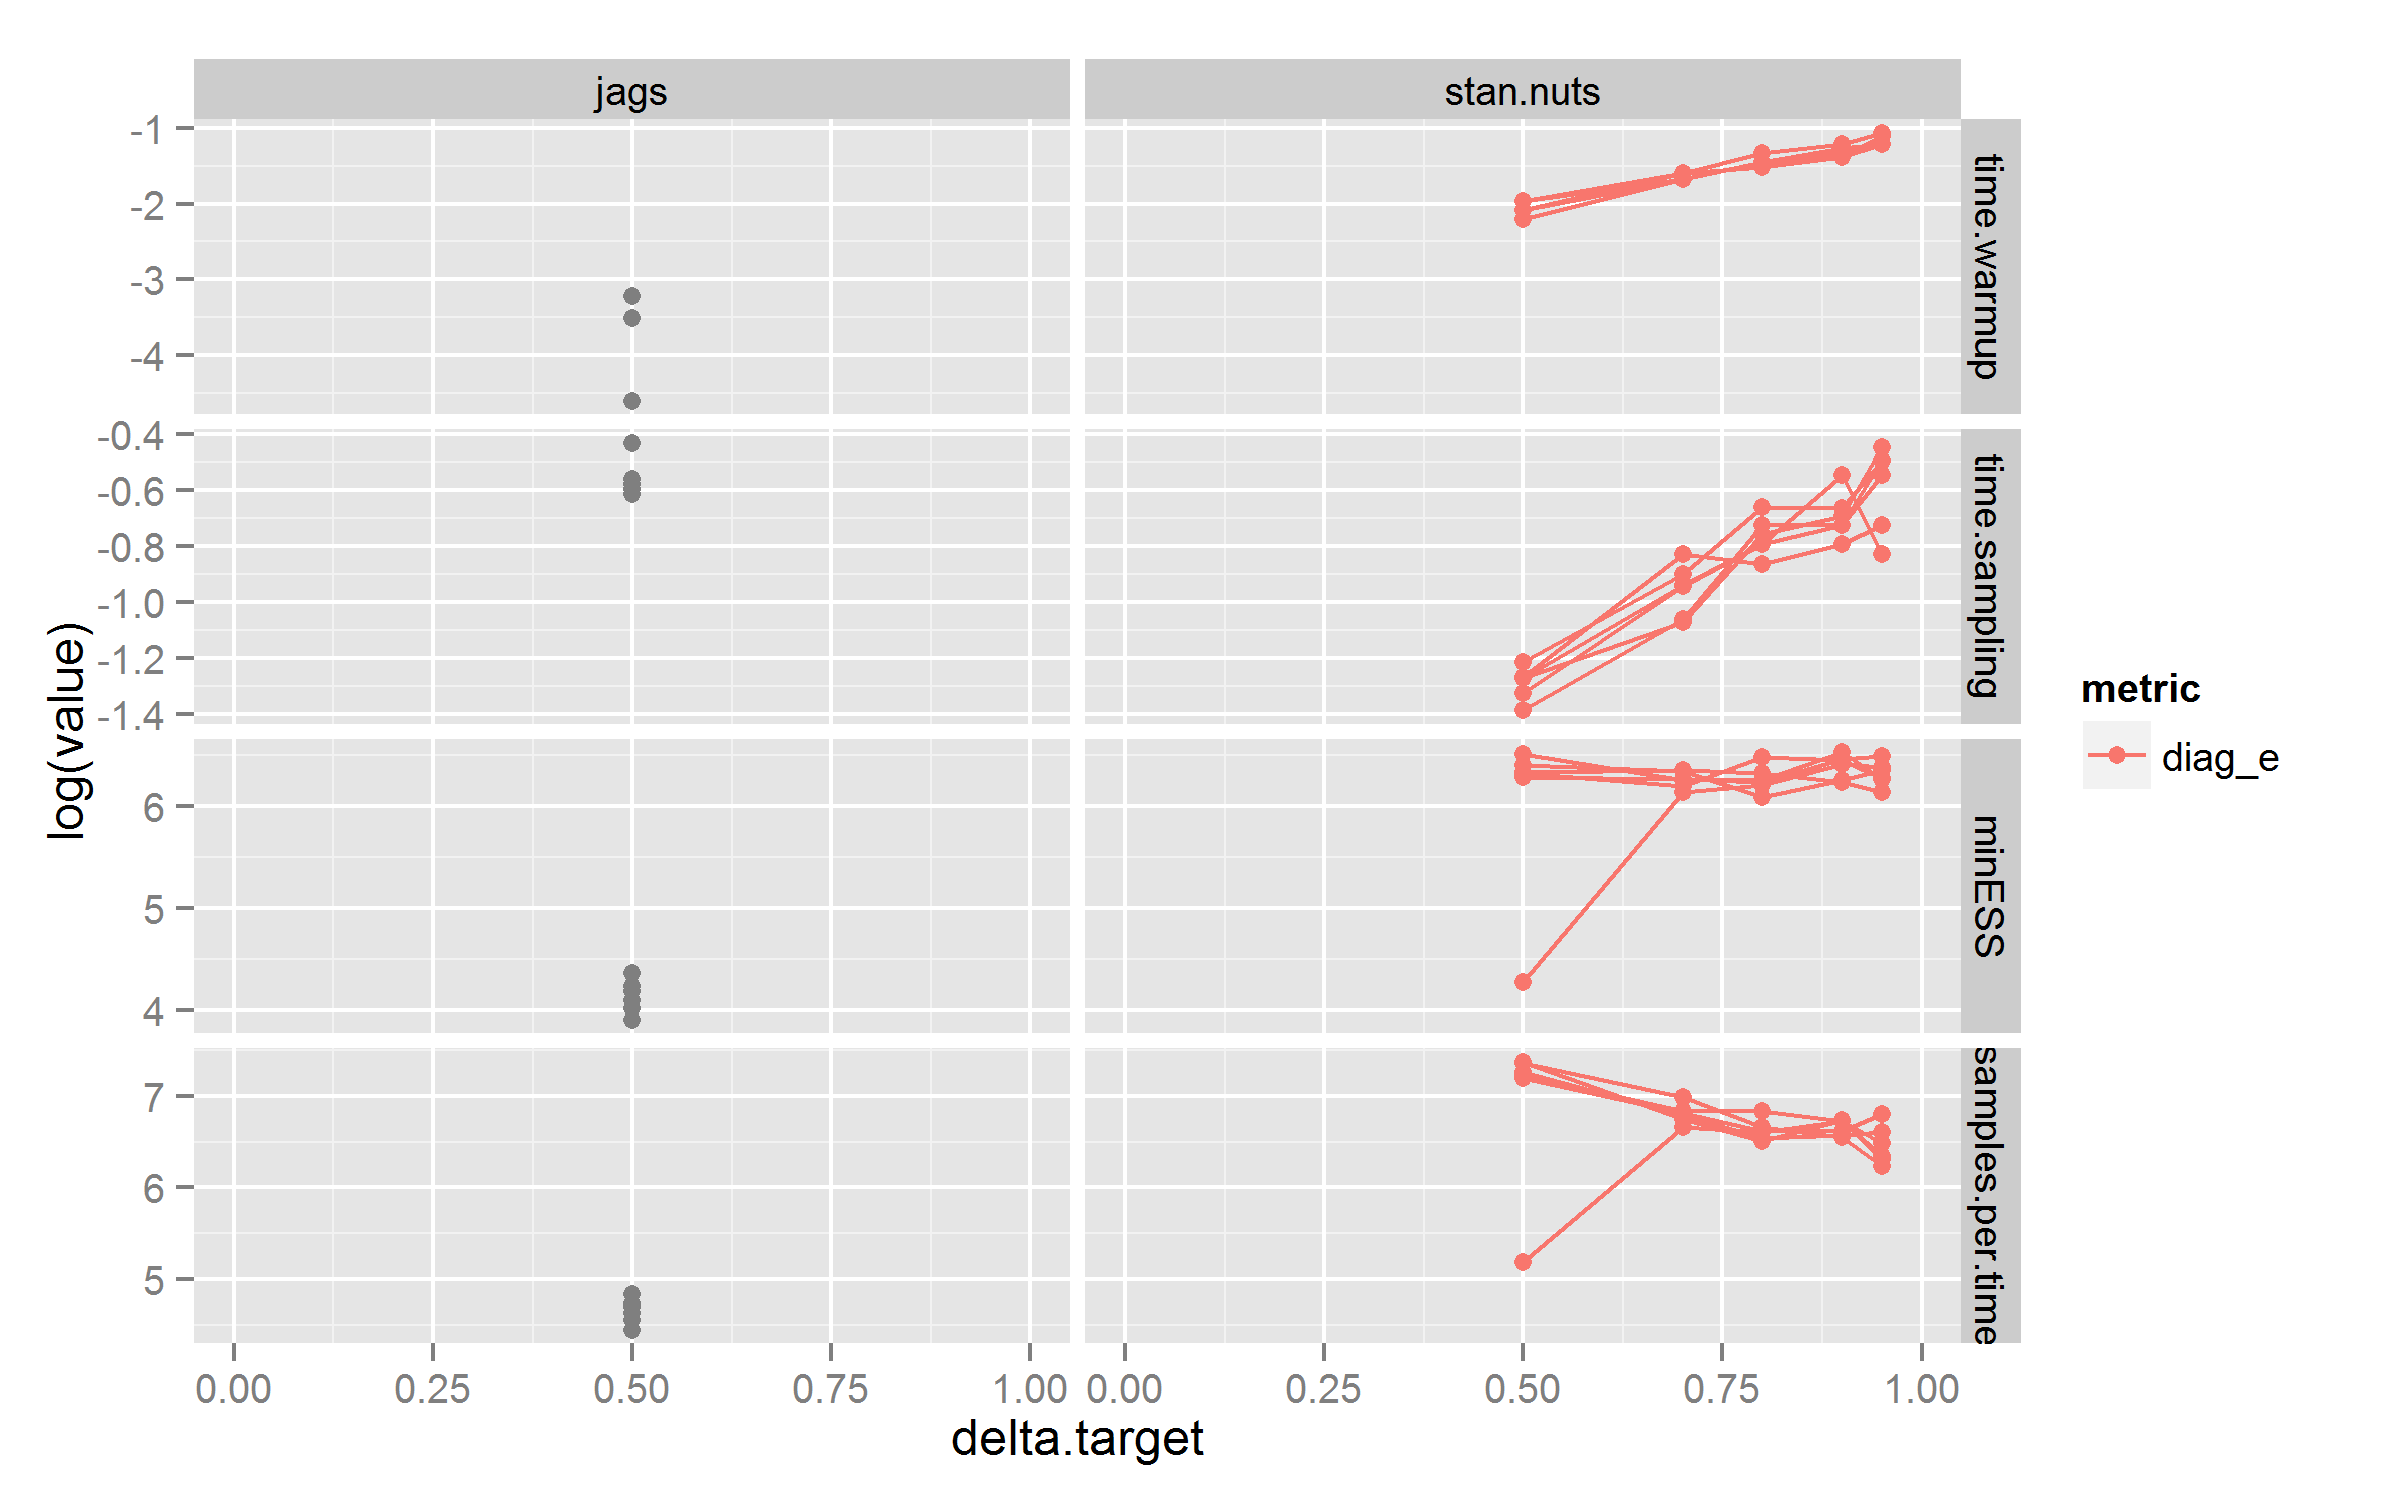 jags
stan.nuts
-1
-2
-3
-4
time.warmup
-0.4
-0.6
-0.8
-1.0
-1.2
-1.4
time.sampling
6
5
4
minESS
7
6
5
samples.per.time
log(value)
0.00 0.25 0.50 0.75 1.00
0.00 0.25 0.50 0.75 1.00
delta.target
metric
diag_e